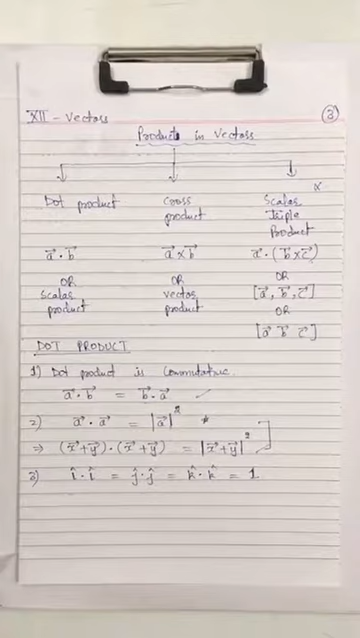 XII - Vectors
(3)
Products in Vectors
x
Dot product   Cross product   Scalar Triple Product
a⃗ · b⃗   a⃗ × b⃗   a⃗ · (b⃗ × c⃗)
OR   OR   OR
Scalar product   vector product   [a⃗, b⃗, c⃗]
OR
[a⃗ b⃗ c⃗]
DOT PRODUCT
1) Dot product is Commutative.
a⃗ · b⃗ = b⃗ · a⃗ ✓
2) a⃗ · a⃗ = |a⃗|² *
⇒ (x⃗+y⃗) · (x⃗+y⃗) = |x⃗+y⃗|²
3) î · î = ĵ · ĵ = k̂ · k̂ = 1